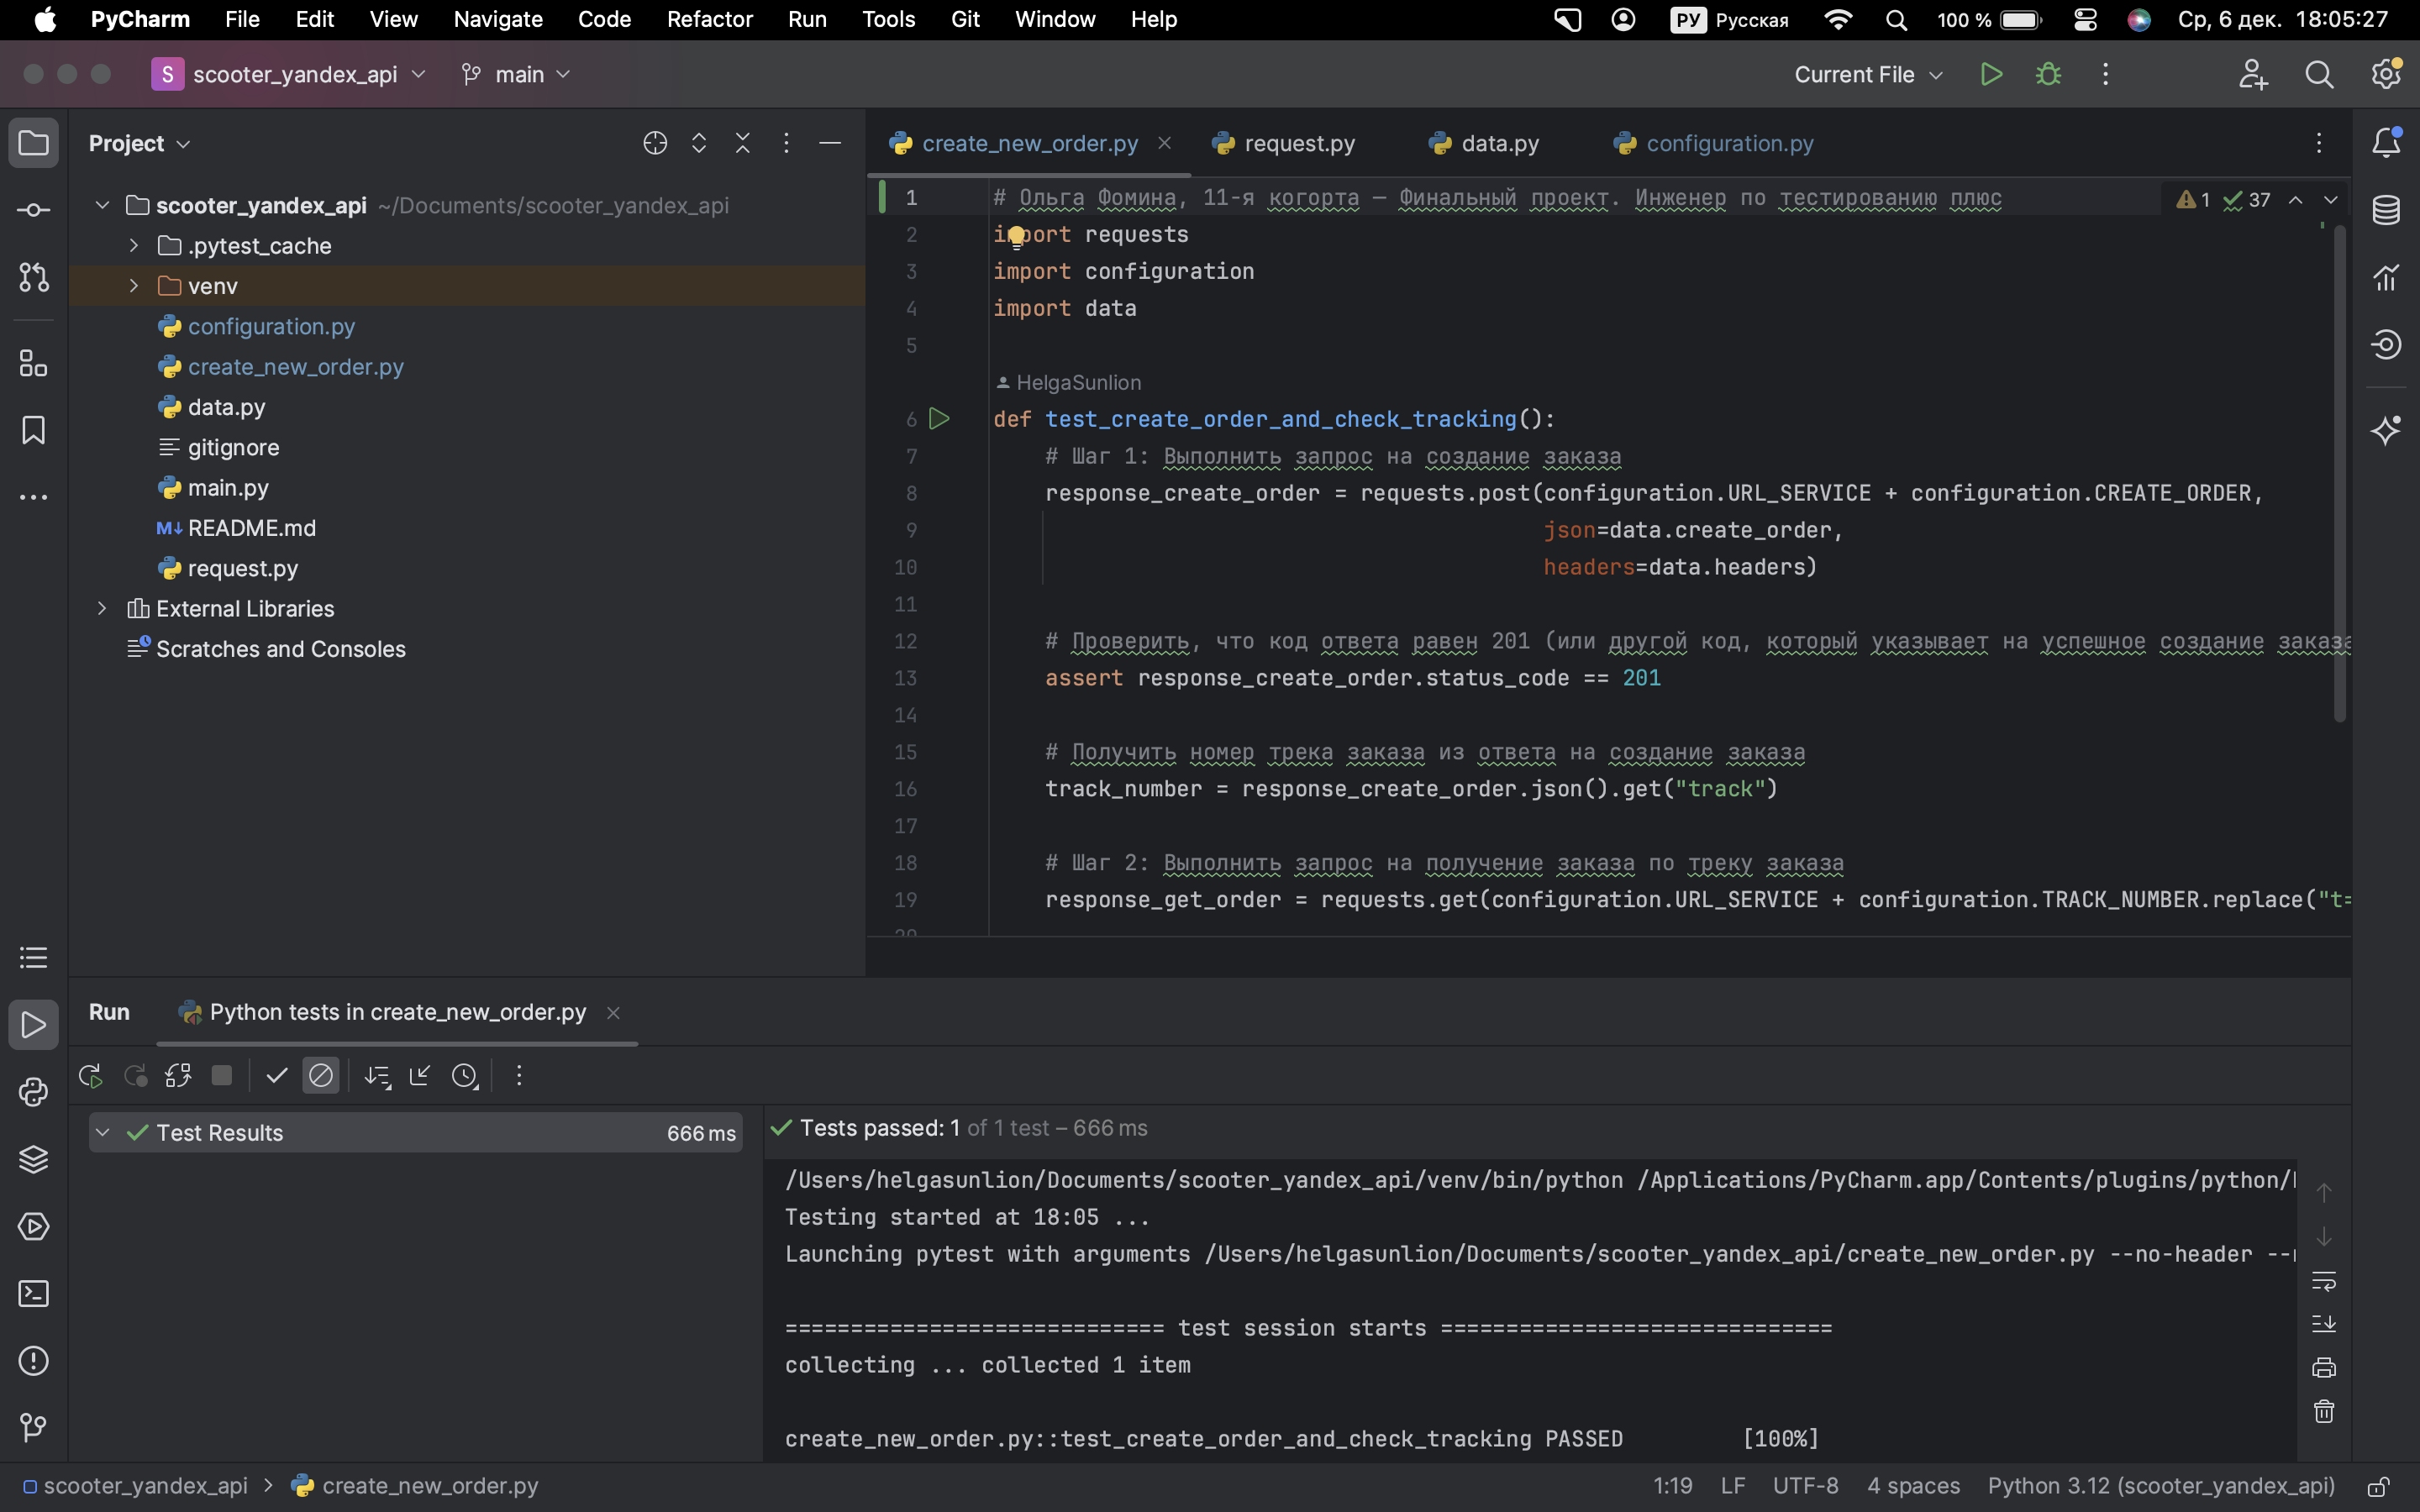 PyCharm File Edit View Navigate Code Refactor Run Tools Git Window Help РУ Русская 100 % Ср, 6 дек. 18:05:27
S scooter_yandex_api main Current File
Project
scooter_yandex_api ~/Documents/scooter_yandex_api
.pytest_cache
venv
configuration.py
create_new_order.py
data.py
gitignore
main.py
M↓ README.md
request.py
External Libraries
Scratches and Consoles
create_new_order.py request.py data.py configuration.py
1 # Ольга Фомина, 11-я когорта — Финальный проект. Инженер по тестированию плюс
1 37
2 import requests
3 import configuration
4 import data
5
HelgaSunlion
6 def test_create_order_and_check_tracking():
7 # Шаг 1: Выполнить запрос на создание заказа
8 response_create_order = requests.post(configuration.URL_SERVICE + configuration.CREATE_ORDER,
9 json=data.create_order,
10 headers=data.headers)
11
12 # Проверить, что код ответа равен 201 (или другой код, который указывает на успешное создание заказа
13 assert response_create_order.status_code == 201
14
15 # Получить номер трека заказа из ответа на создание заказа
16 track_number = response_create_order.json().get("track")
17
18 # Шаг 2: Выполнить запрос на получение заказа по треку заказа
19 response_get_order = requests.get(configuration.URL_SERVICE + configuration.TRACK_NUMBER.replace("t=
20
Run Python tests in create_new_order.py
Test Results 666 ms
Tests passed: 1 of 1 test – 666 ms
/Users/helgasunlion/Documents/scooter_yandex_api/venv/bin/python /Applications/PyCharm.app/Contents/plugins/python/
Testing started at 18:05 ...
Launching pytest with arguments /Users/helgasunlion/Documents/scooter_yandex_api/create_new_order.py --no-header --
============================= test session starts ==============================
collecting ... collected 1 item
create_new_order.py::test_create_order_and_check_tracking PASSED [100%]
scooter_yandex_api > create_new_order.py 1:19 LF UTF-8 4 spaces Python 3.12 (scooter_yandex_api)